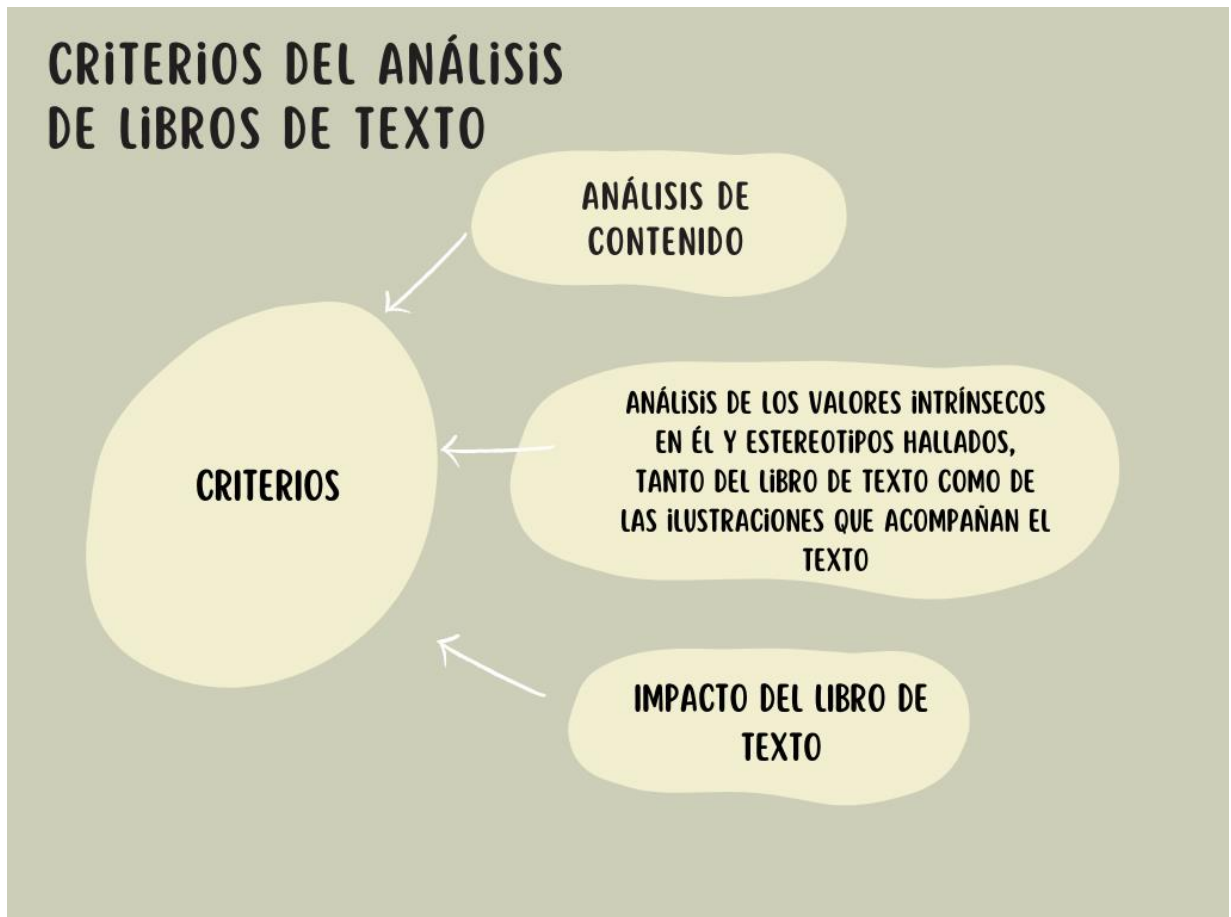 CRITERIOS DEL ANÁLISIS
DE LIBROS DE TEXTO
ANÁLISIS DE
CONTENIDO
ANÁLISIS DE LOS VALORES INTRÍNSECOS
EN ÉL Y ESTEREOTIPOS HALLADOS,
TANTO DEL LIBRO DE TEXTO COMO DE
LAS ILUSTRACIONES QUE ACOMPAÑAN EL
TEXTO
CRITERIOS
IMPACTO DEL LIBRO DE
TEXTO